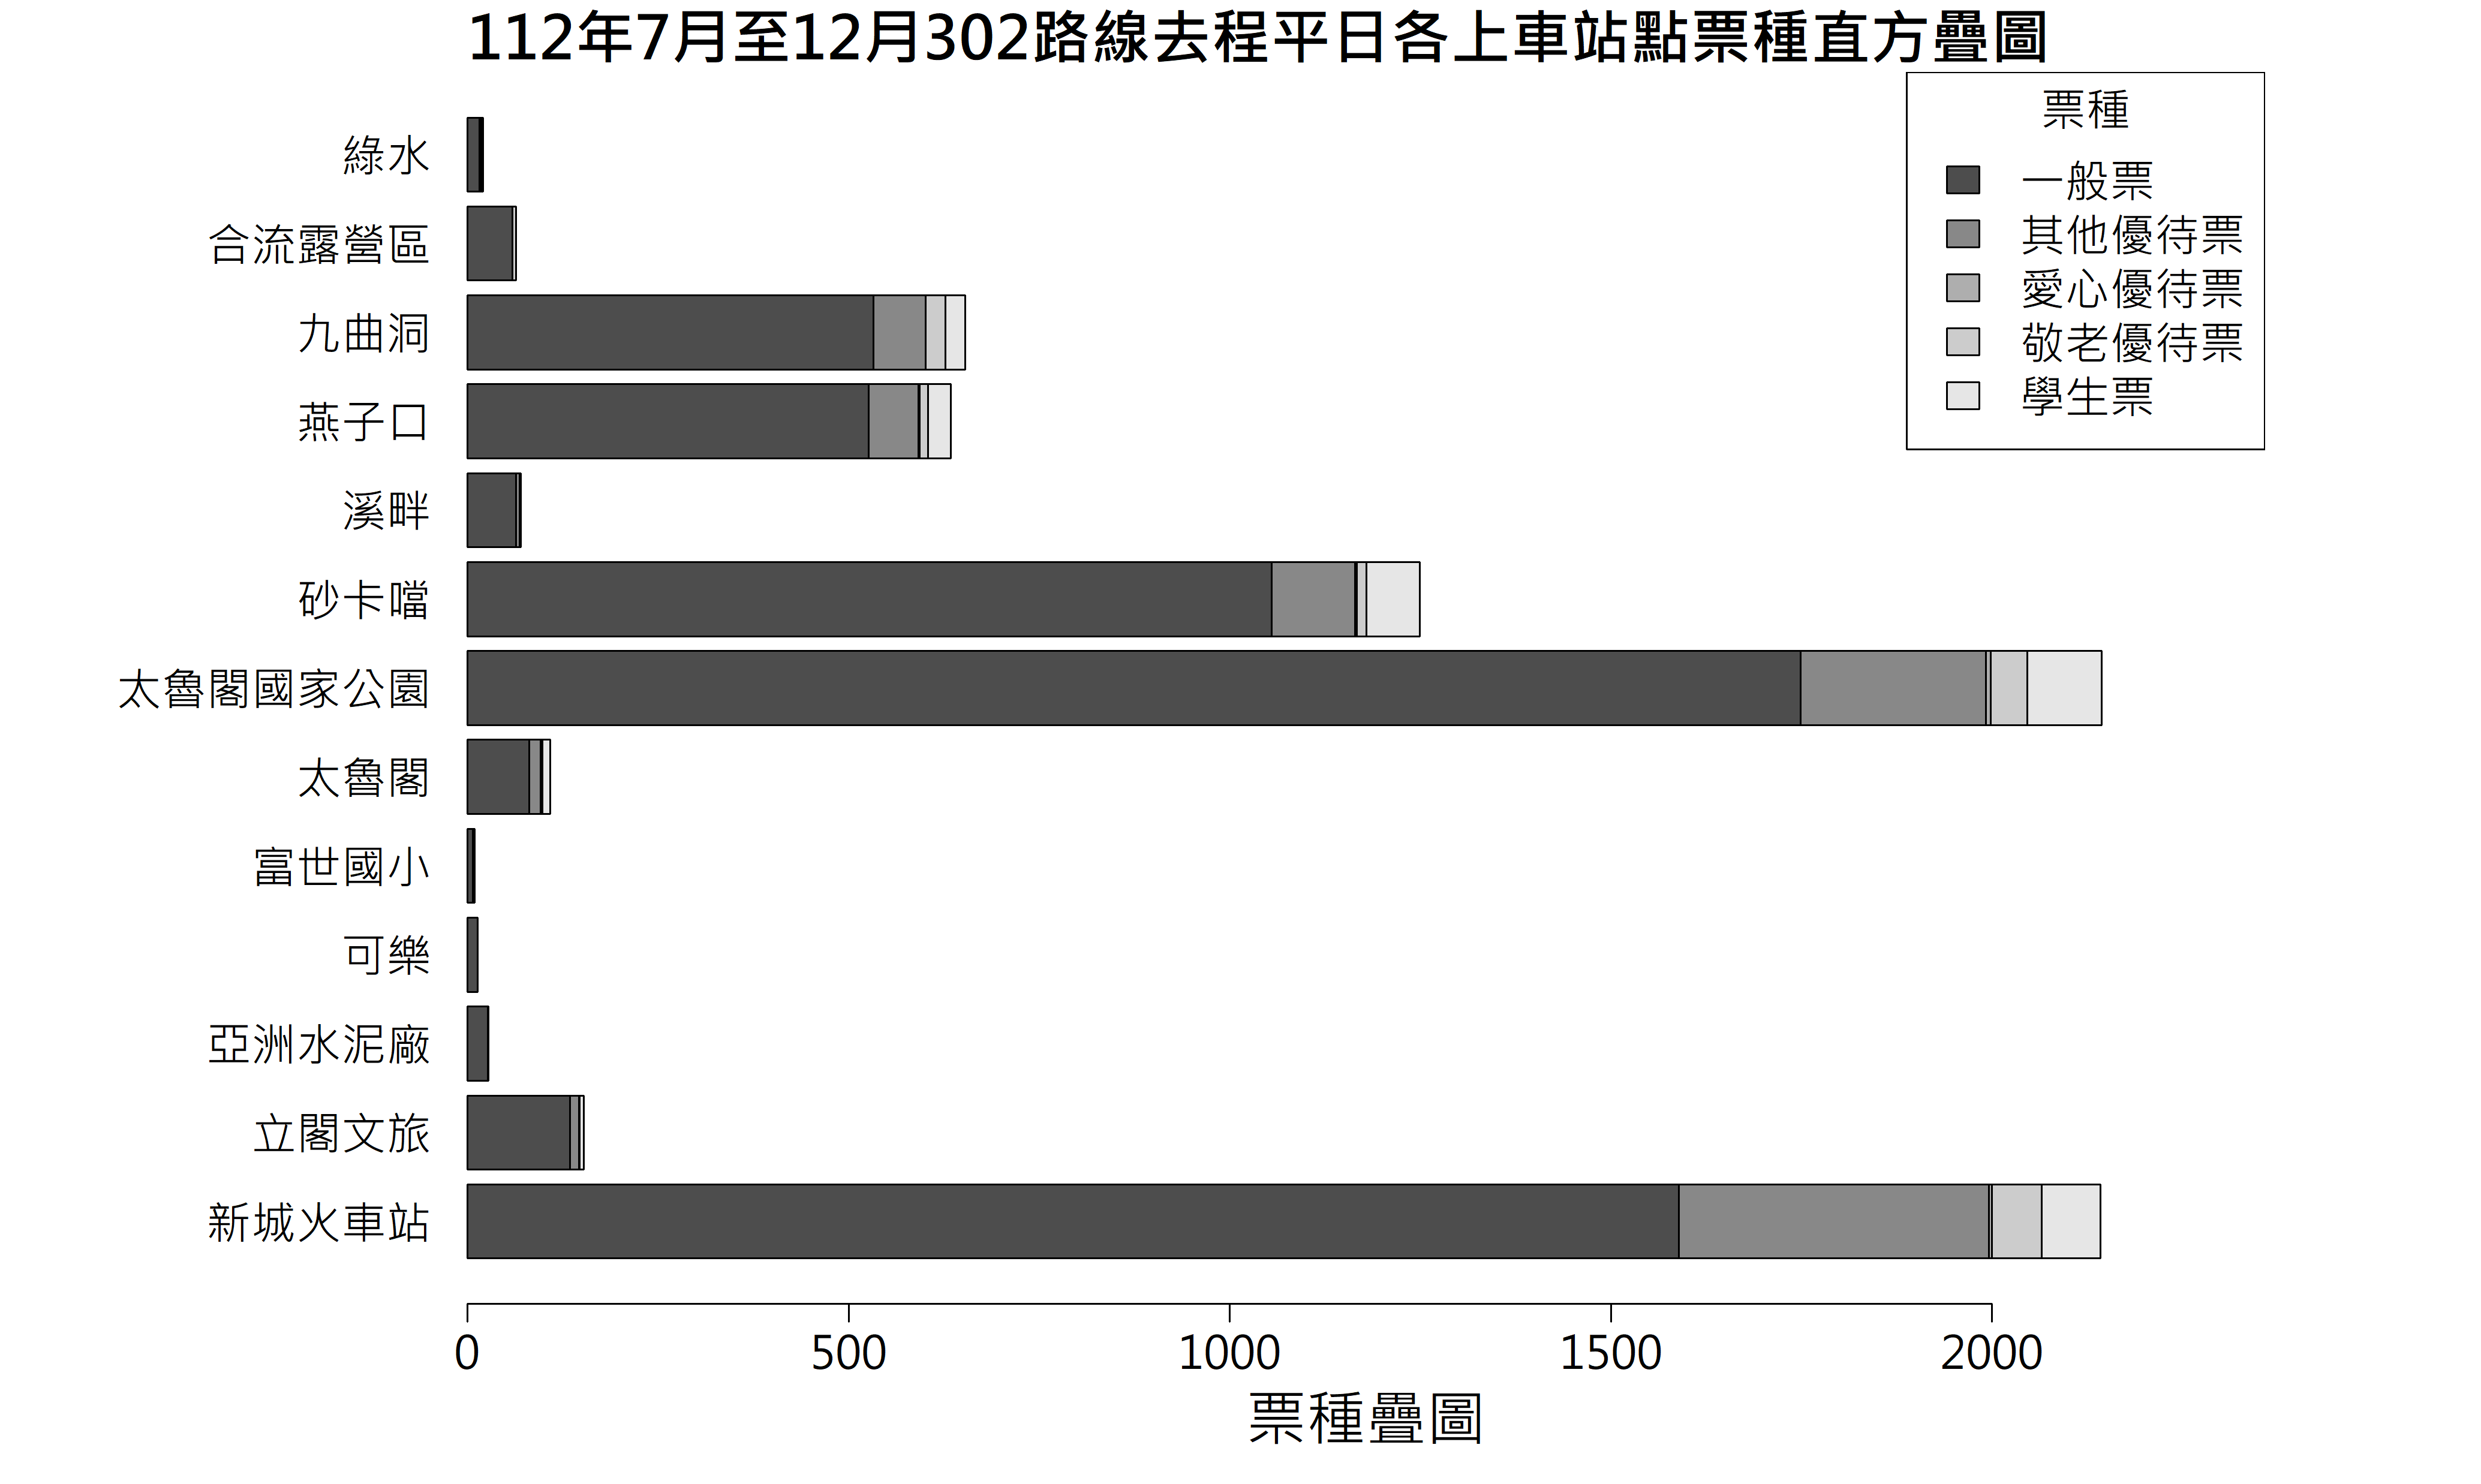 112年7月至12月302路線去程平日各上車站點票種直方疊圖
票種
一般票
其他優待票
愛心優待票
敬老優待票
學生票
綠水
合流露營區
九曲洞
燕子口
溪畔
砂卡噹
太魯閣國家公園
太魯閣
富世國小
可樂
亞洲水泥廠
立閣文旅
新城火車站
0 500 1000 1500 2000
票種疊圖